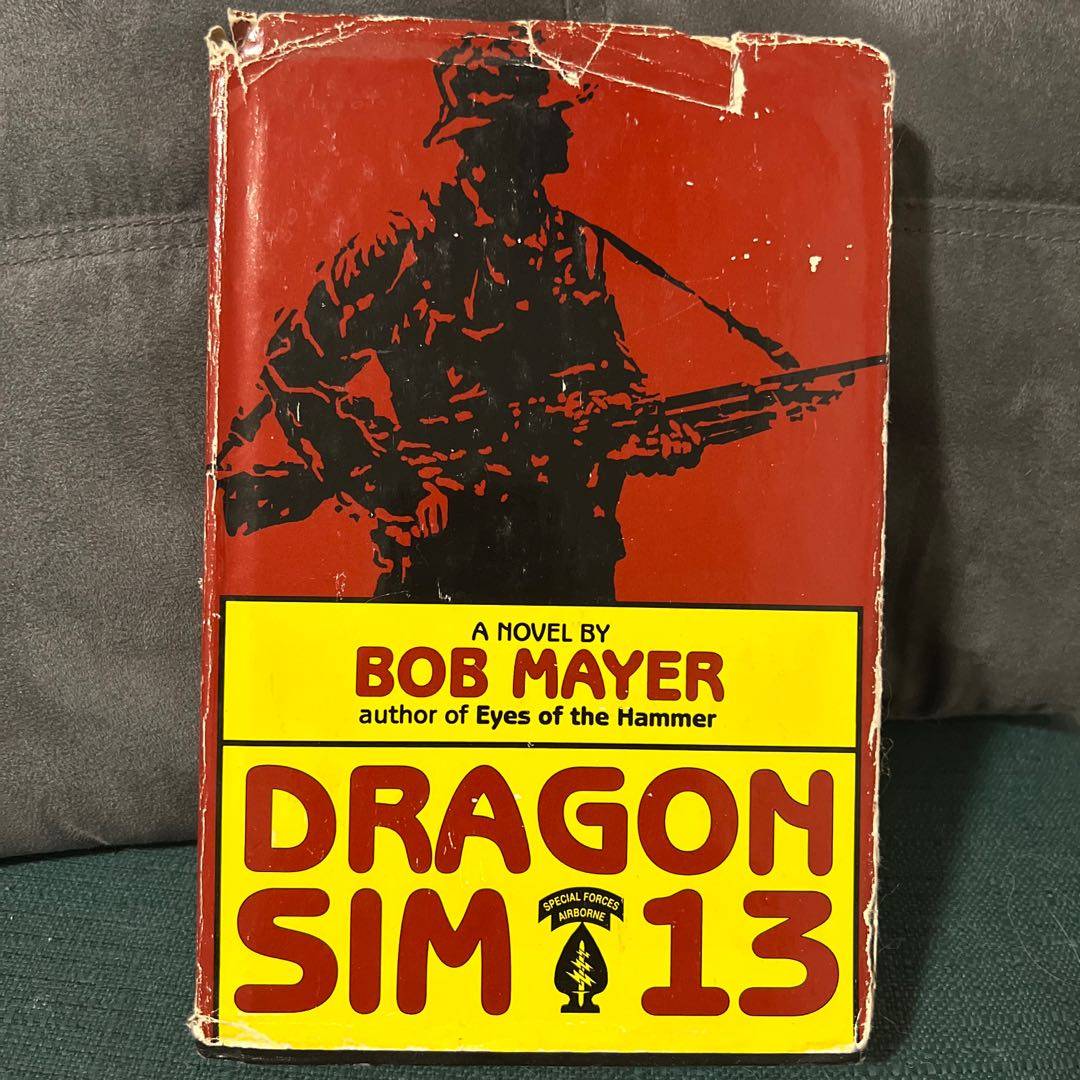 A NOVEL BY
BOB MAYER
author of Eyes of the Hammer
DRAGON
SIM 13
SPECIAL FORCES
AIRBORNE